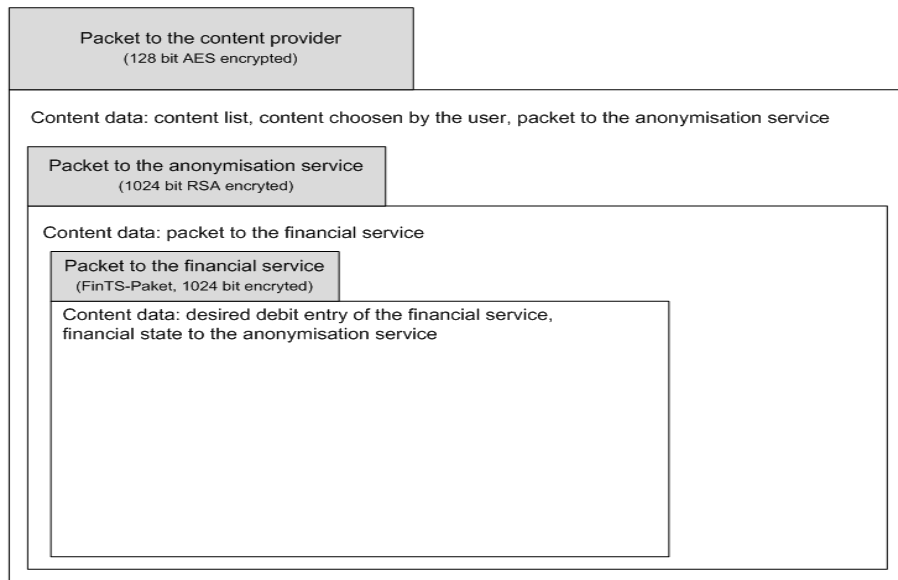 Packet to the content provider
(128 bit AES encrypted)
Content data: content list, content choosen by the user, packet to the anonymisation service
Packet to the anonymisation service
(1024 bit RSA encryted)
Content data: packet to the financial service
Packet to the financial service
(FinTS-Paket, 1024 bit encryted)
Content data: desired debit entry of the financial service,
financial state to the anonymisation service